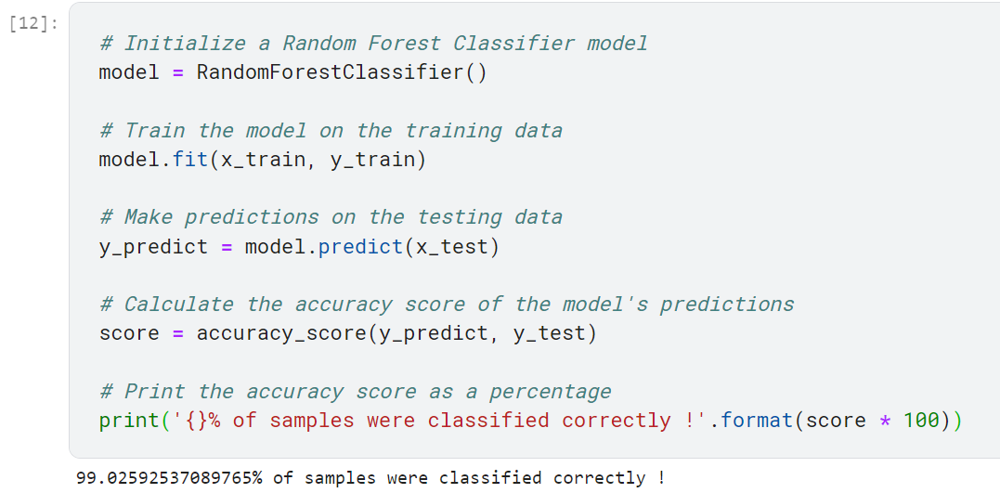 [12]:
# Initialize a Random Forest Classifier model
model = RandomForestClassifier()
# Train the model on the training data
model.fit(x_train, y_train)
# Make predictions on the testing data
y_predict = model.predict(x_test)
# Calculate the accuracy score of the model's predictions
score = accuracy_score(y_predict, y_test)
# Print the accuracy score as a percentage
print('{}% of samples were classified correctly !'.format(score * 100))
99.02592537089765% of samples were classified correctly !